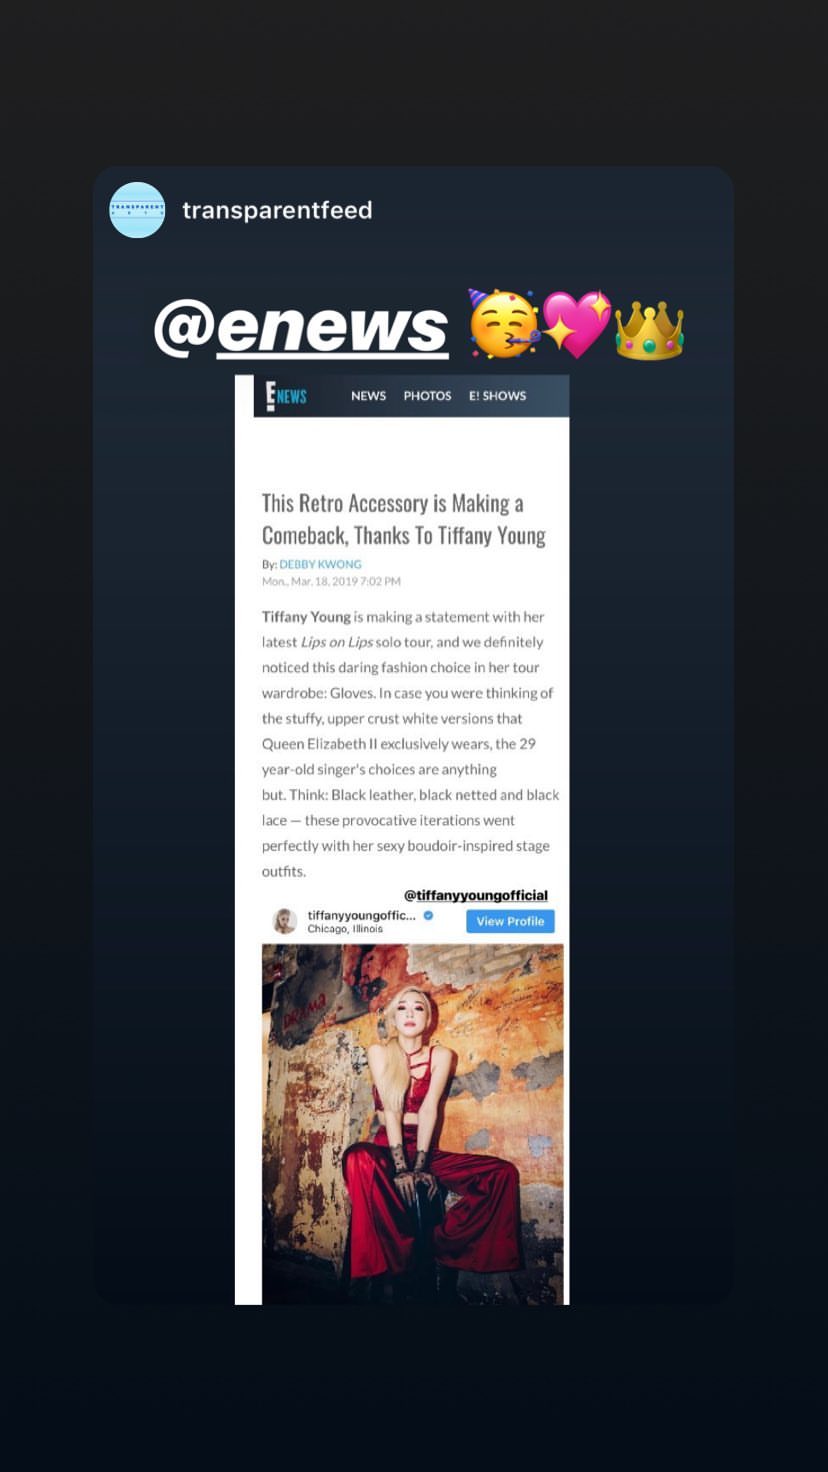 TRANSPARENT
ARTS
transparentfeed
@enews 🥳💖👑
E! NEWS
NEWS PHOTOS E! SHOWS
This Retro Accessory is Making a
Comeback, Thanks To Tiffany Young
By: DEBBY KWONG
Mon., Mar. 18, 2019 7:02 PM
Tiffany Young is making a statement with her
latest Lips on Lips solo tour, and we definitely
noticed this daring fashion choice in her tour
wardrobe: Gloves. In case you were thinking of
the stuffy, upper crust white versions that
Queen Elizabeth II exclusively wears, the 29
year-old singer's choices are anything
but. Think: Black leather, black netted and black
lace — these provocative iterations went
perfectly with her sexy boudoir-inspired stage
outfits.
@tiffanyyoungofficial
tiffanyyoungoffic...
View Profile
Chicago, Illinois
DRAMA